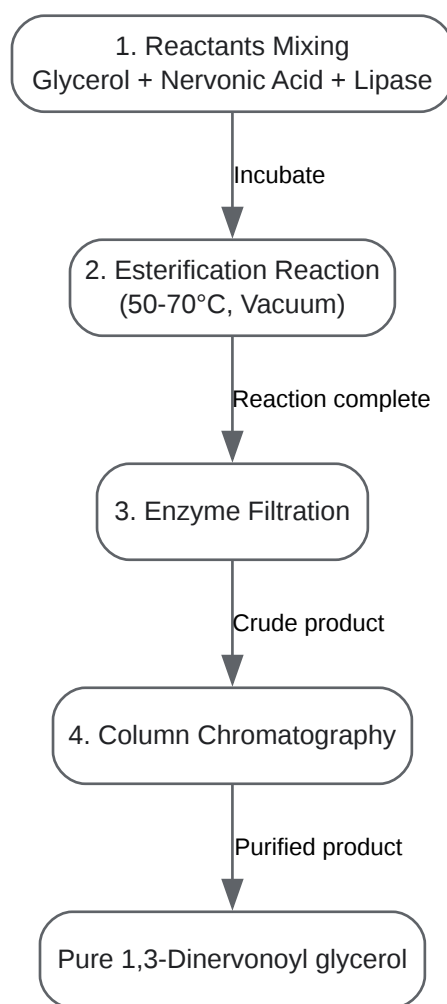 1. Reactants Mixing
Glycerol + Nervonic Acid + Lipase
Incubate
2. Esterification Reaction
(50-70°C, Vacuum)
Reaction complete
3. Enzyme Filtration
Crude product
4. Column Chromatography
Purified product
Pure 1,3-Dinervonoyl glycerol